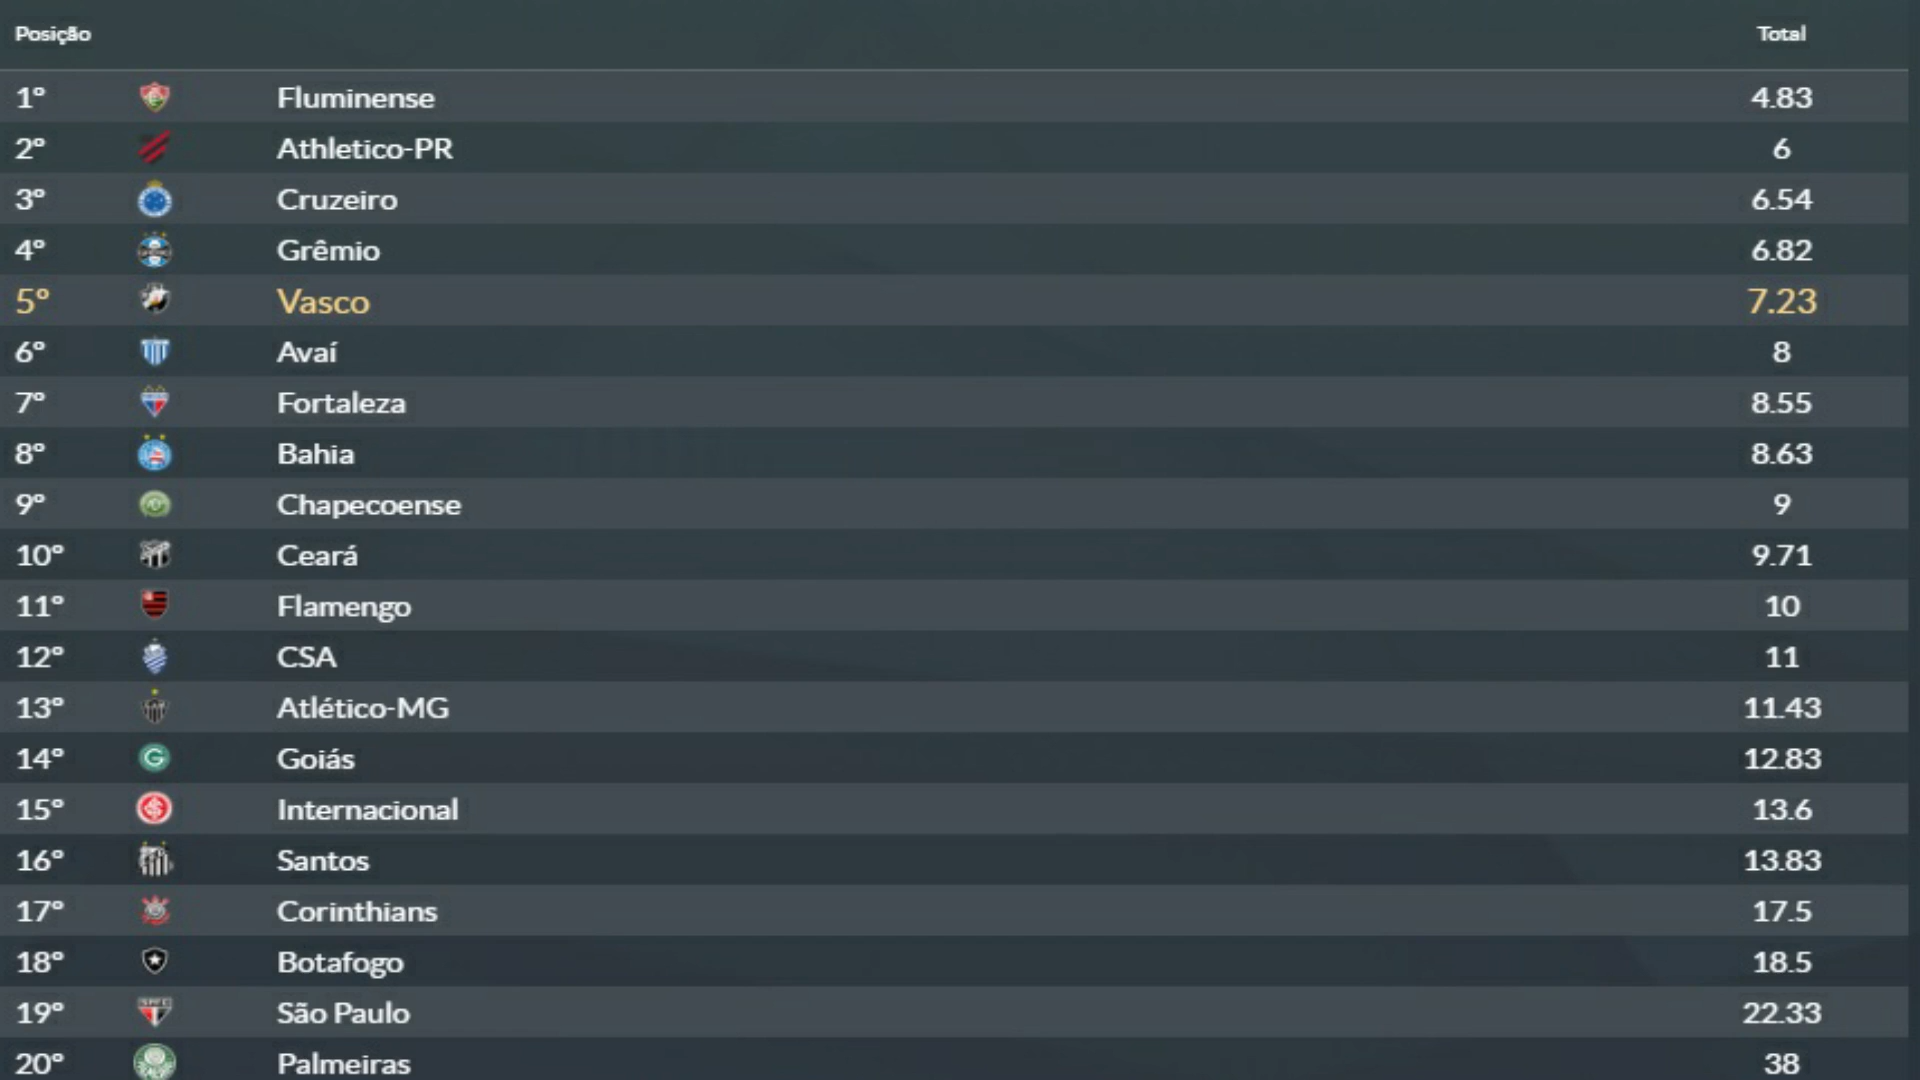 Posição Total
1º Fluminense 4.83
2º Athletico-PR 6
3º Cruzeiro 6.54
4º Grêmio 6.82
5º Vasco 7.23
6º Avaí 8
7º Fortaleza 8.55
8º Bahia 8.63
9º Chapecoense 9
10º Ceará 9.71
11º Flamengo 10
12º CSA 11
13º Atlético-MG 11.43
14º Goiás 12.83
15º Internacional 13.6
16º Santos 13.83
17º Corinthians 17.5
18º Botafogo 18.5
19º São Paulo 22.33
20º Palmeiras 38